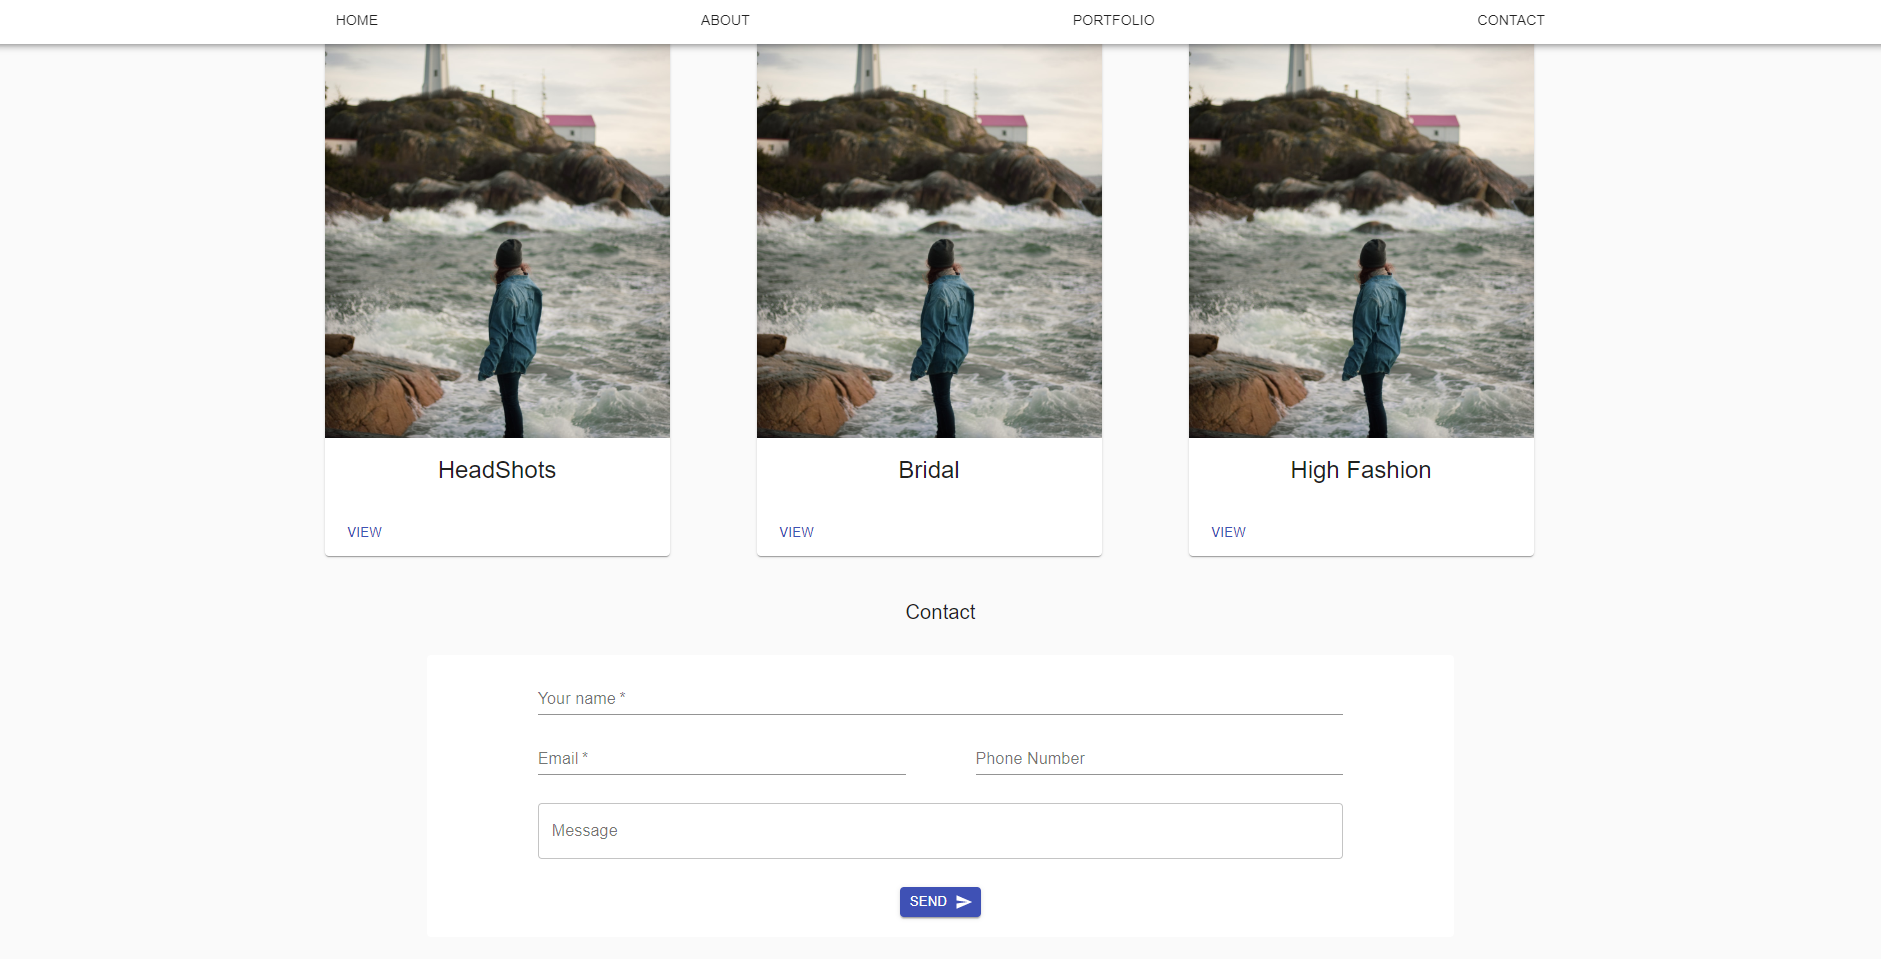 HOME ABOUT PORTFOLIO CONTACT
HeadShots
VIEW
Bridal
VIEW
High Fashion
VIEW
Contact
Your name *
Email * Phone Number
Message
SEND